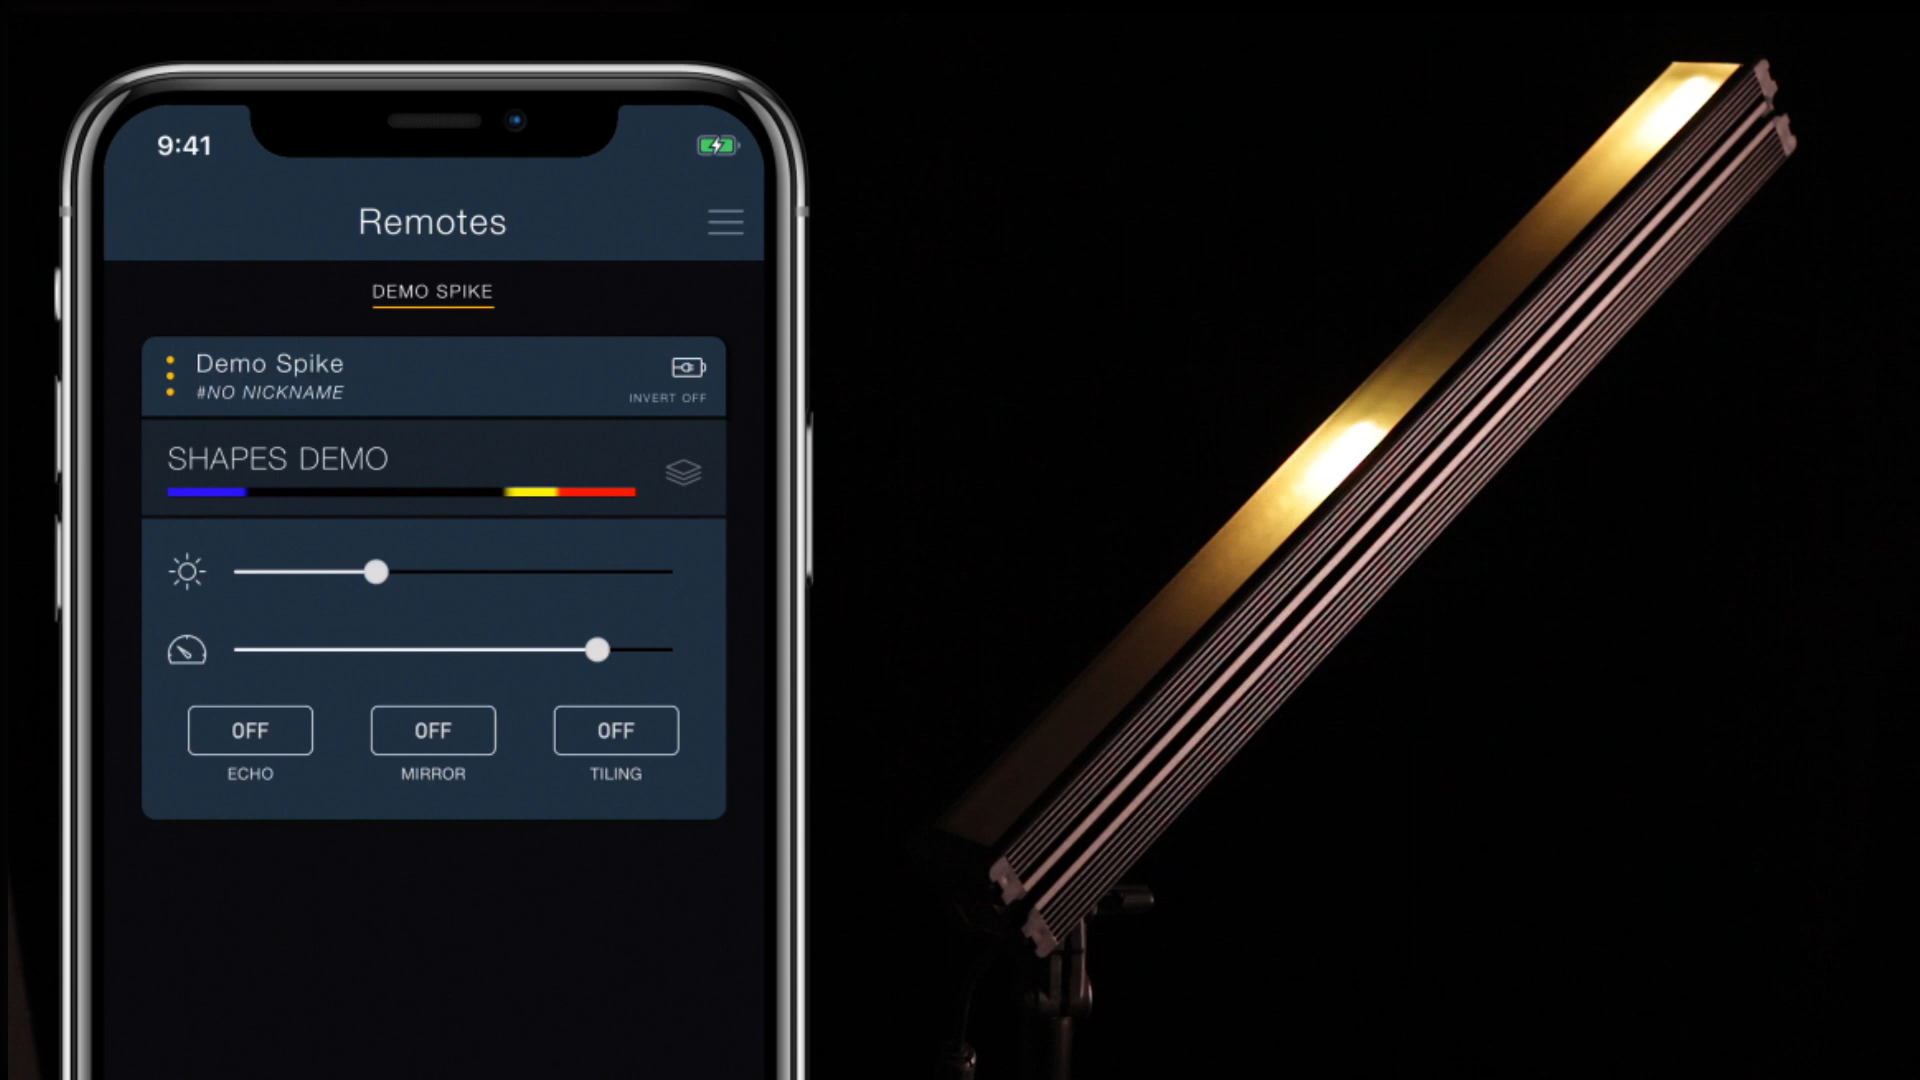 9:41
Remotes
DEMO SPIKE
Demo Spike
#NO NICKNAME
INVERT OFF
SHAPES DEMO
OFF OFF OFF
ECHO MIRROR TILING